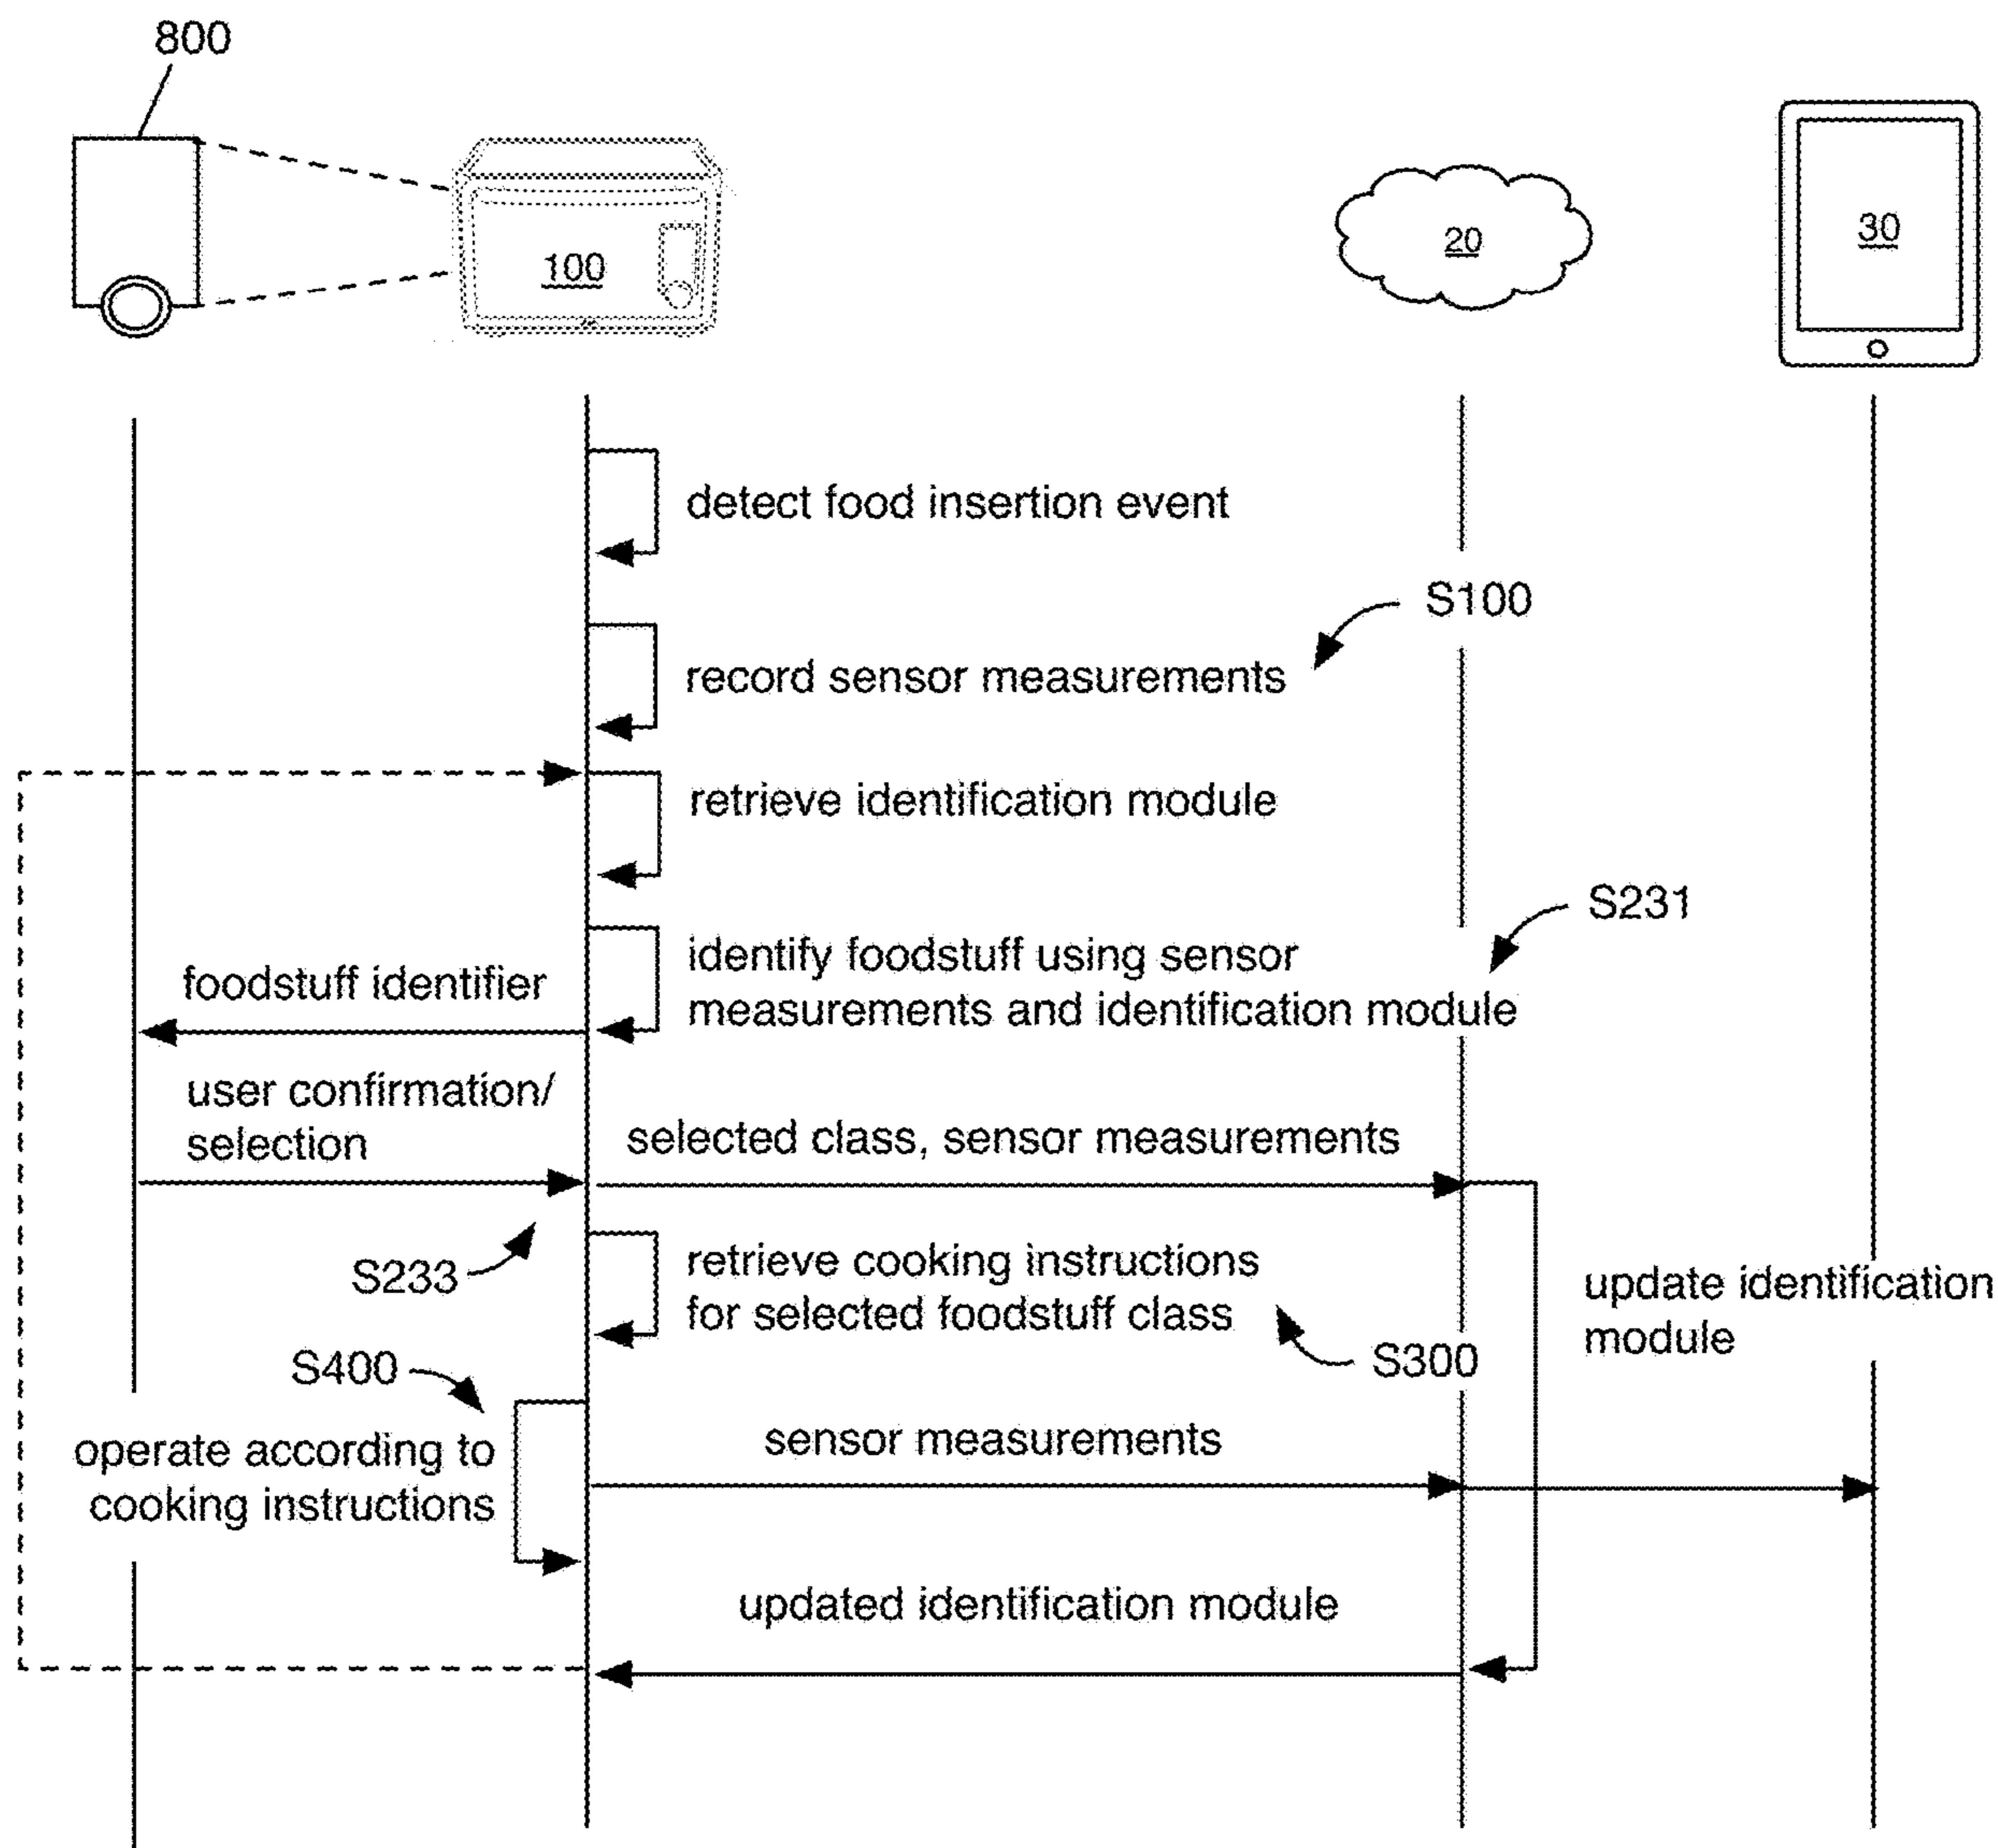 800
100
20
30
detect food insertion event
S100
record sensor measurements
retrieve identification module
S231
identify foodstuff using sensor
measurements and identification module
foodstuff identifier
user confirmation/
selection
selected class, sensor measurements
S233
retrieve cooking instructions
for selected foodstuff class
update identification
module
S300
S400
operate according to
cooking instructions
sensor measurements
updated identification module